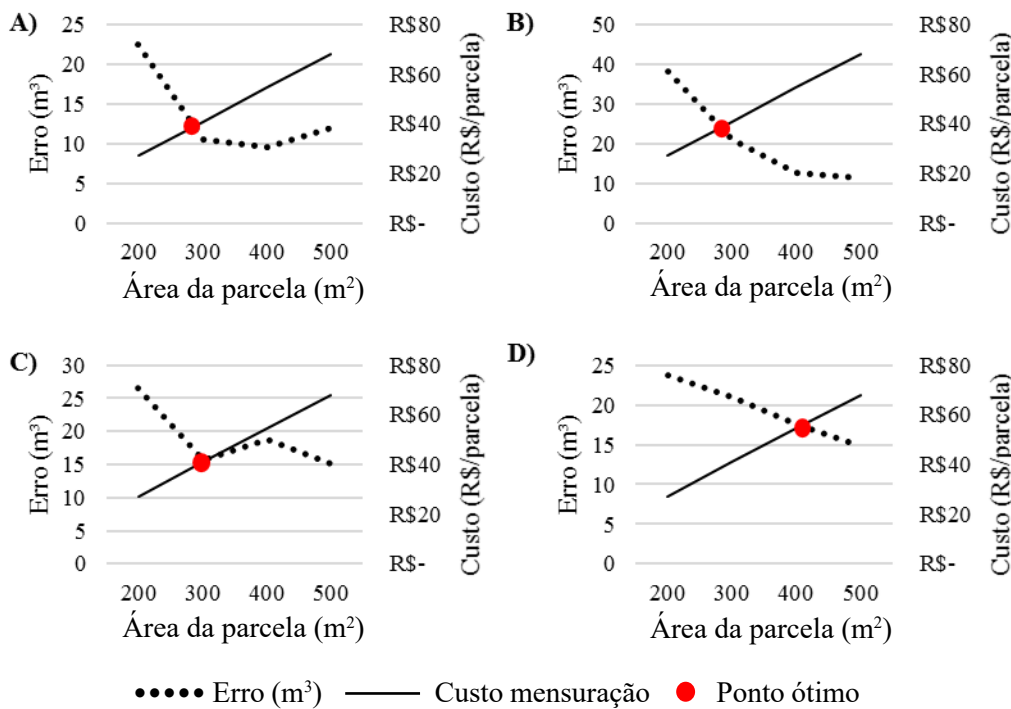 A)
Erro (m³)
25
20
15
10
5
0
R$80
R$60
R$40
R$20
R$-
Custo (R$/parcela)
200 300 400 500
Área da parcela (m²)
B)
Erro (m³)
50
40
30
20
10
0
R$80
R$60
R$40
R$20
R$-
Custo (R$/parcela)
200 300 400 500
Área da parcela (m²)
C)
Erro (m³)
30
25
20
15
10
5
0
R$80
R$60
R$40
R$20
R$-
Custo (R$/parcela)
200 300 400 500
Área da parcela (m²)
D)
Erro (m³)
25
20
15
10
5
0
R$80
R$60
R$40
R$20
R$-
Custo (R$/parcela)
200 300 400 500
Área da parcela (m²)
Erro (m³) Custo mensuração Ponto ótimo